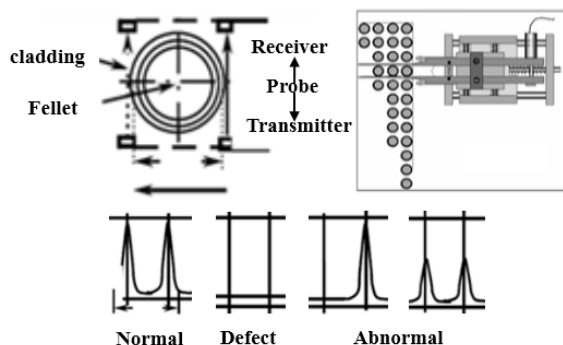 cladding
Fellet
Receiver
Probe
Transmitter
Normal
Defect
Abnormal